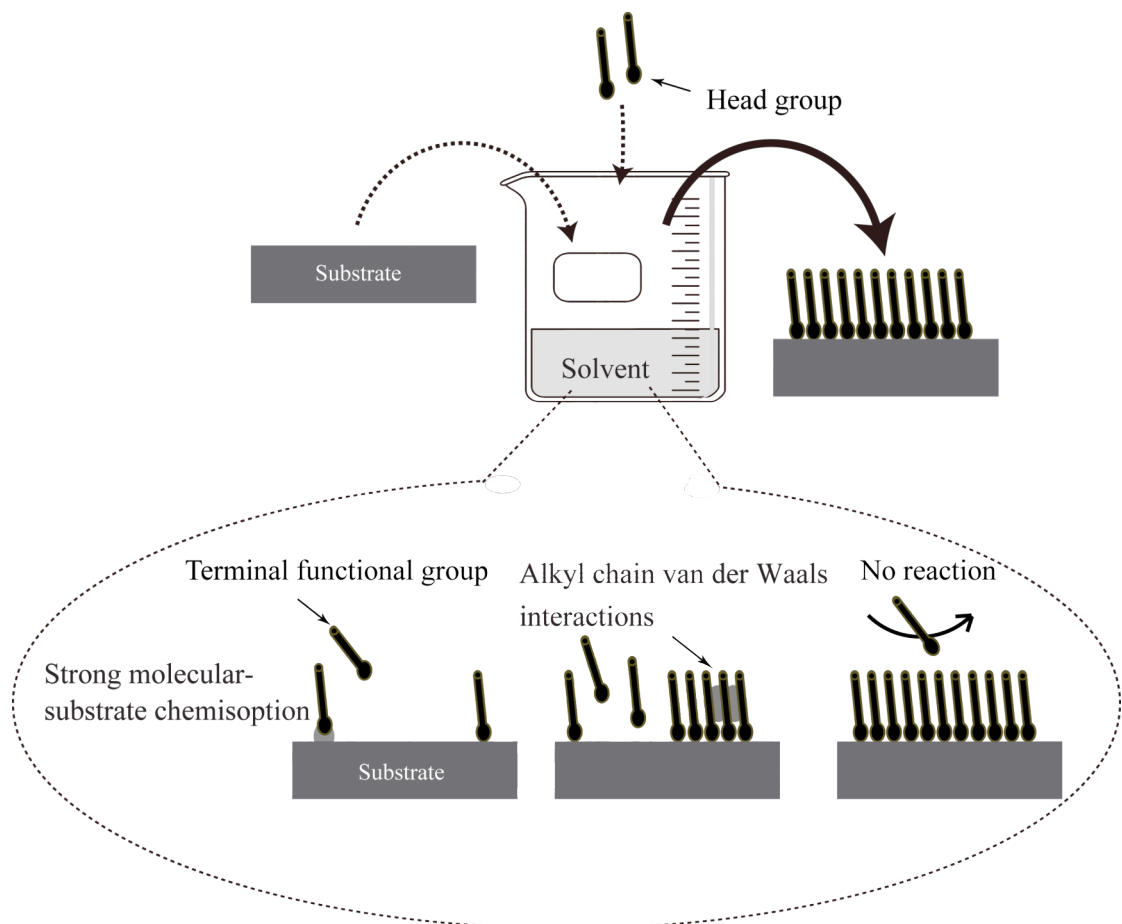 Head group
Substrate
Solvent
Terminal functional group
Alkyl chain van der Waals
interactions
No reaction
Strong molecular-
substrate chemisoption
Substrate